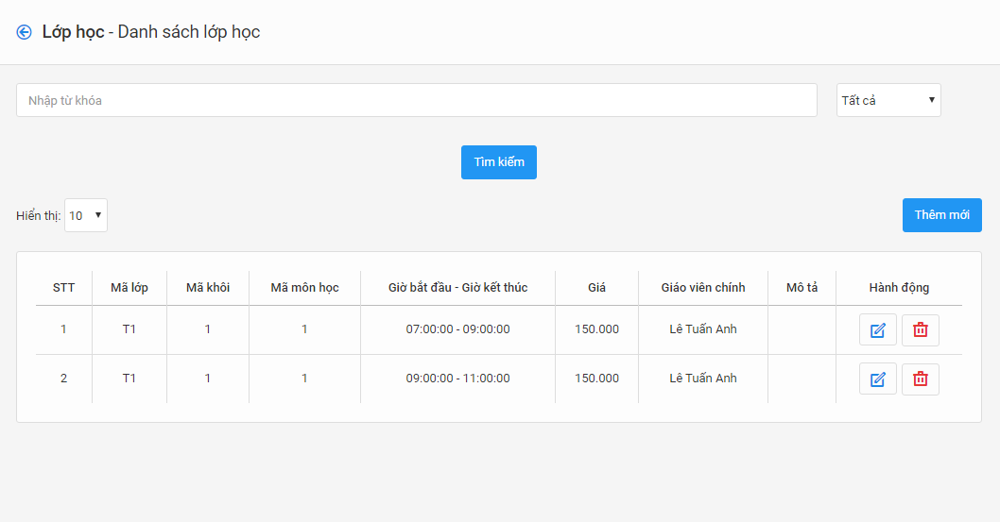 Lớp học - Danh sách lớp học
Nhập từ khóa
Tất cả
Tìm kiếm
Hiển thị: 10
Thêm mới
STT Mã lớp Mã khôi Mã môn học Giờ bắt đầu - Giờ kết thúc Giá Giáo viên chính Mô tả Hành động
1 T1 1 1 07:00:00 - 09:00:00 150.000 Lê Tuấn Anh
2 T1 1 1 09:00:00 - 11:00:00 150.000 Lê Tuấn Anh